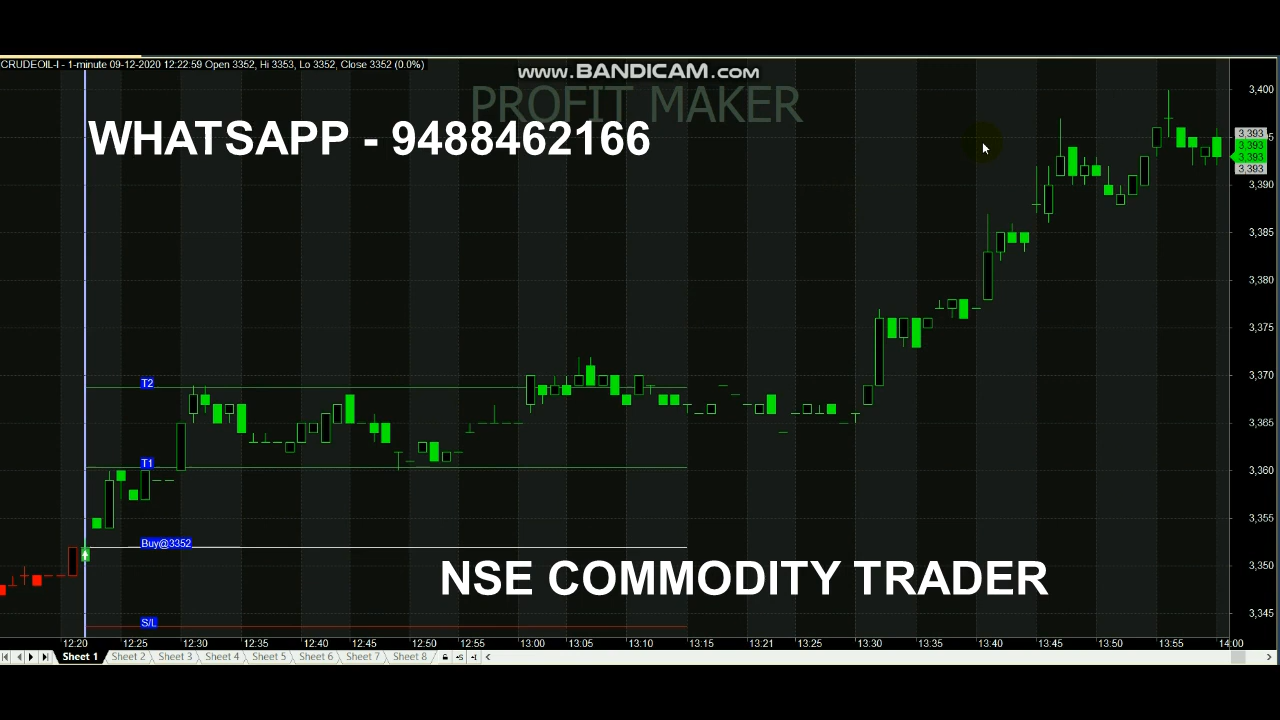 CRUDEOIL-I - 1-minute 09-12-2020 12:22:59 Open 3352, Hi 3353, Lo 3352, Close 3352 (0.0%)
www.BANDICAM.com
PROFIT MAKER
WHATSAPP - 9488462166
3,400
3,393
3,393
3,393
3,393
3,390
3,385
3,380
3,375
T2
3,370
3,365
T1
3,360
3,355
Buy@3352
3,350
NSE COMMODITY TRADER
3,345
S/L
12:20 12:25 12:30 12:35 12:40 12:45 12:50 12:55 13:00 13:05 13:10 13:15 13:21 13:25 13:30 13:35 13:40 13:45 13:50 13:55 14:00
Sheet 1 Sheet 2 Sheet 3 Sheet 4 Sheet 5 Sheet 6 Sheet 7 Sheet 8